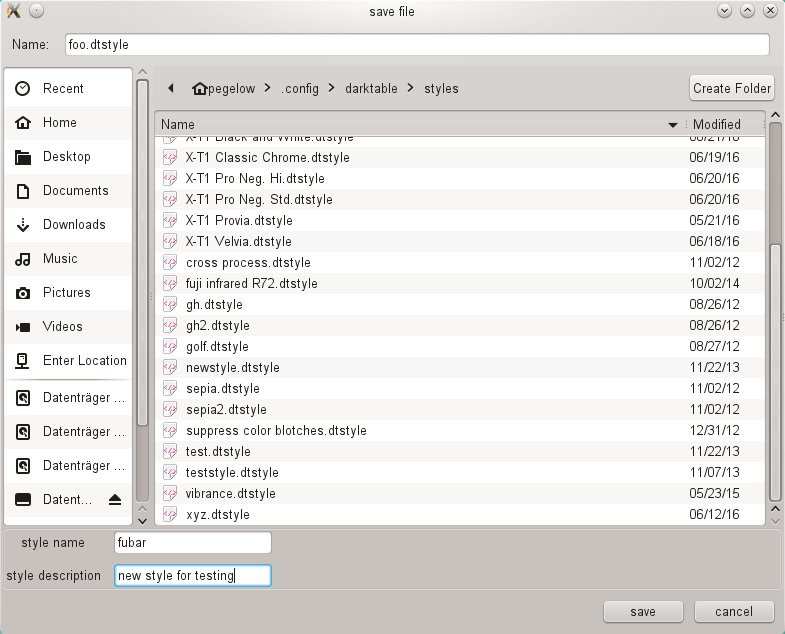 save file
Name: foo.dtstyle
pegelow > .config > darktable > styles Create Folder
Recent
Home
Desktop
Documents
Downloads
Music
Pictures
Videos
Enter Location
Datenträger ...
Datenträger ...
Datenträger ...
Datent...
Name Modified
X-T1 Black and White.dtstyle 06/21/16
X-T1 Classic Chrome.dtstyle 06/19/16
X-T1 Pro Neg. Hi.dtstyle 06/20/16
X-T1 Pro Neg. Std.dtstyle 06/20/16
X-T1 Provia.dtstyle 05/21/16
X-T1 Velvia.dtstyle 06/18/16
cross process.dtstyle 11/02/12
fuji infrared R72.dtstyle 10/02/14
gh.dtstyle 08/26/12
gh2.dtstyle 08/26/12
golf.dtstyle 08/27/12
newstyle.dtstyle 11/22/13
sepia.dtstyle 11/02/12
sepia2.dtstyle 11/02/12
suppress color blotches.dtstyle 12/31/12
test.dtstyle 11/22/13
teststyle.dtstyle 11/07/13
vibrance.dtstyle 05/23/15
xyz.dtstyle 06/12/16
style name fubar
style description new style for testing
save cancel